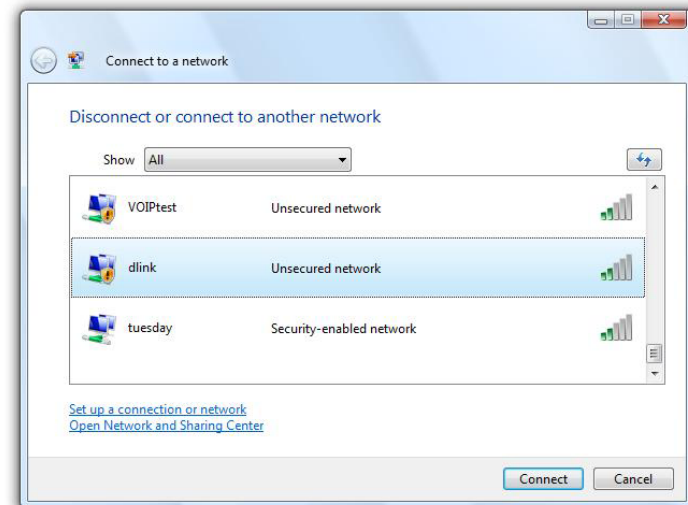 Connect to a network
Disconnect or connect to another network
Show All
VOIPtest Unsecured network
dlink Unsecured network
tuesday Security-enabled network
Set up a connection or network
Open Network and Sharing Center
Connect Cancel